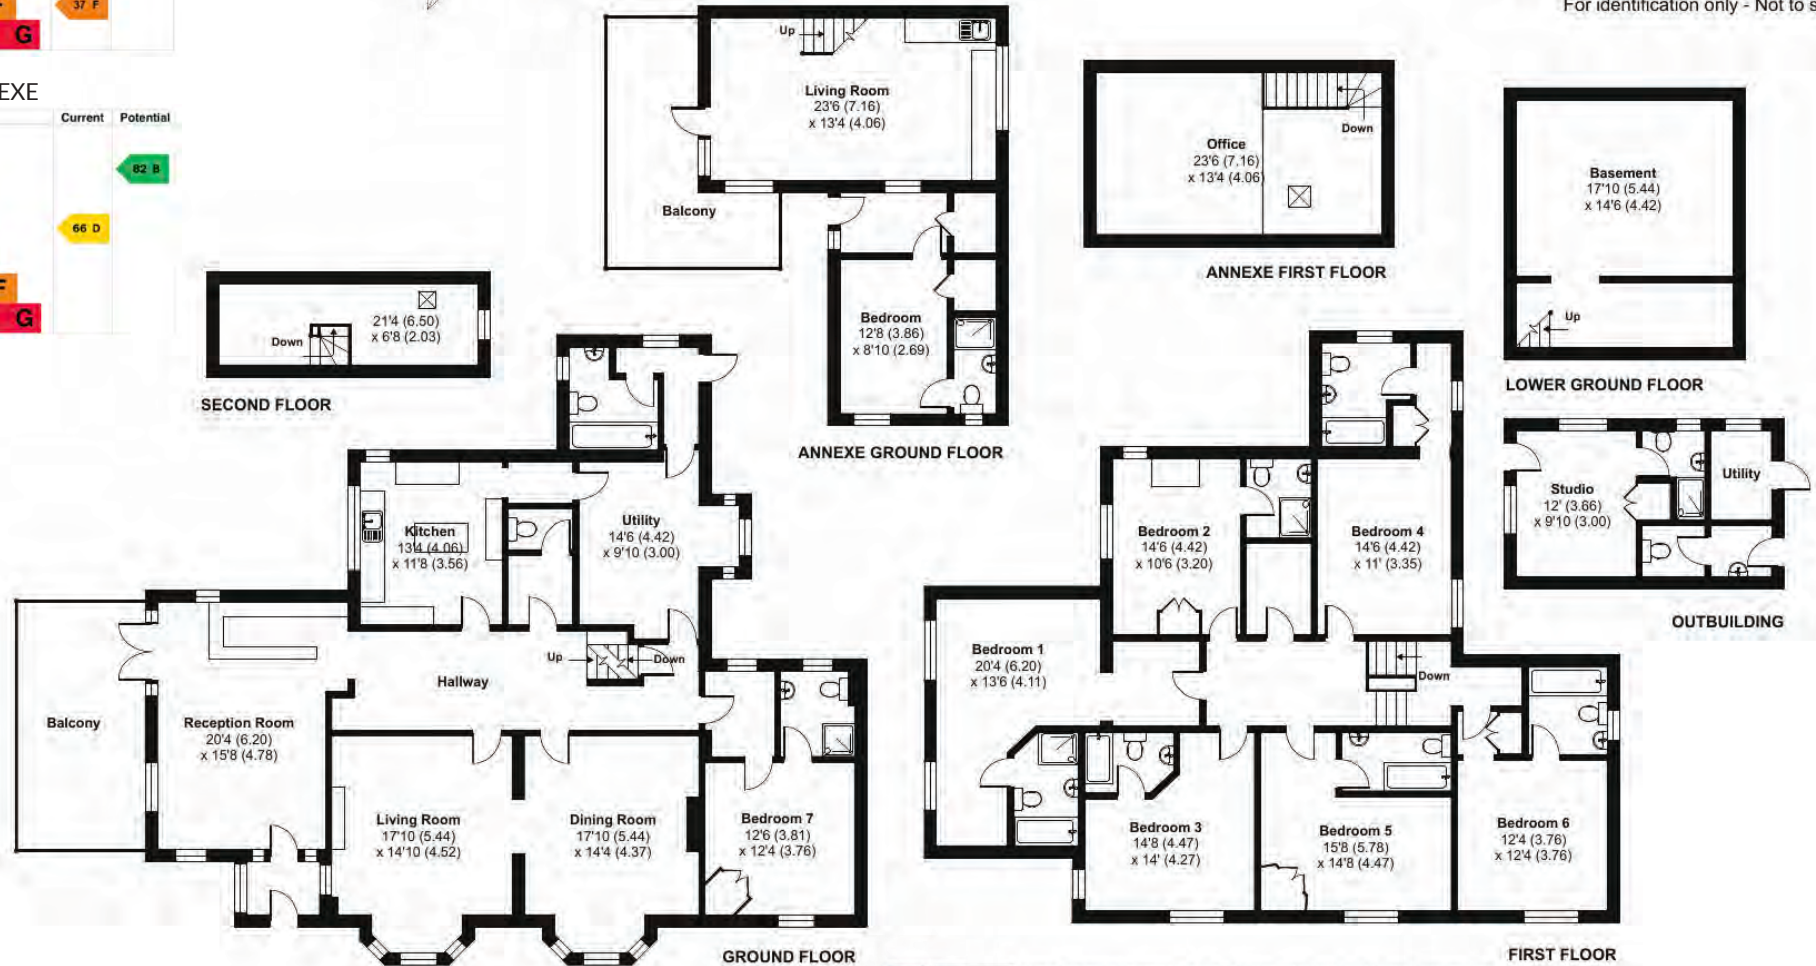 37 F
G
For identification only - Not to s
EXE
Current Potential
82 B
66 D
F
G
Up
Living Room
23'6 (7.16)
x 13'4 (4.06)
Balcony
Bedroom
12'8 (3.86)
x 8'10 (2.69)
ANNEXE GROUND FLOOR
Office
23'6 (7.16)
x 13'4 (4.06)
Down
ANNEXE FIRST FLOOR
Basement
17'10 (5.44)
x 14'6 (4.42)
Up
LOWER GROUND FLOOR
21'4 (6.50)
x 6'8 (2.03)
Down
SECOND FLOOR
Studio
12' (3.66)
x 9'10 (3.00)
Utility
OUTBUILDING
Kitchen
13'4 (4.06)
x 11'8 (3.56)
Utility
14'6 (4.42)
x 9'10 (3.00)
Up
Down
Hallway
Balcony
Reception Room
20'4 (6.20)
x 15'8 (4.78)
Living Room
17'10 (5.44)
x 14'10 (4.52)
Dining Room
17'10 (5.44)
x 14'4 (4.37)
Bedroom 7
12'6 (3.81)
x 12'4 (3.76)
GROUND FLOOR
Bedroom 2
14'6 (4.42)
x 10'6 (3.20)
Bedroom 4
14'6 (4.42)
x 11' (3.35)
Bedroom 1
20'4 (6.20)
x 13'6 (4.11)
Down
Bedroom 3
14'8 (4.47)
x 14' (4.27)
Bedroom 5
15'8 (5.78)
x 14'8 (4.47)
Bedroom 6
12'4 (3.76)
x 12'4 (3.76)
FIRST FLOOR